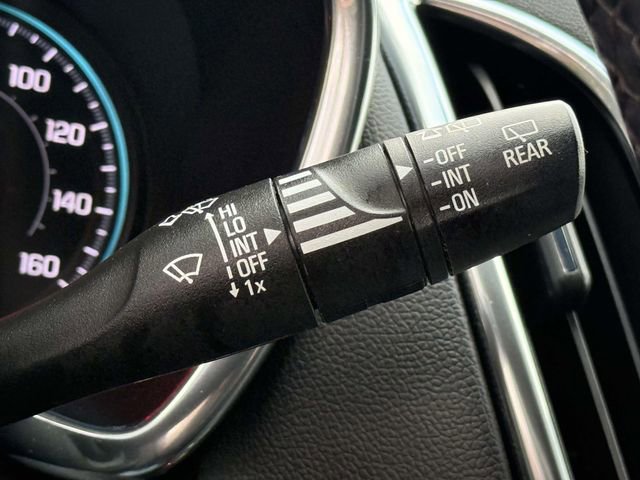 100
120
140
160
HI
LO
INT
OFF
1x
-OFF
-INT
-ON
REAR